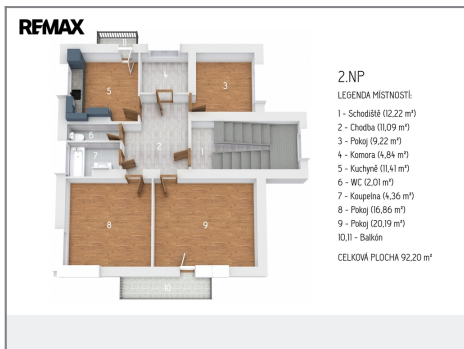 RE/MAX
11
5
4
3
6
2
1
7
8
9
10
2.NP
LEGENDA MÍSTNOSTÍ:
1 - Schodiště (12,22 m²)
2 - Chodba (11,09 m²)
3 - Pokoj (9,22 m²)
4 - Komora (4,84 m²)
5 - Kuchyně (11,41 m²)
6 - WC (2,01 m²)
7 - Koupelna (4,36 m²)
8 - Pokoj (16,86 m²)
9 - Pokoj (20,19 m²)
10,11 - Balkón
CELKOVÁ PLOCHA 92,20 m²